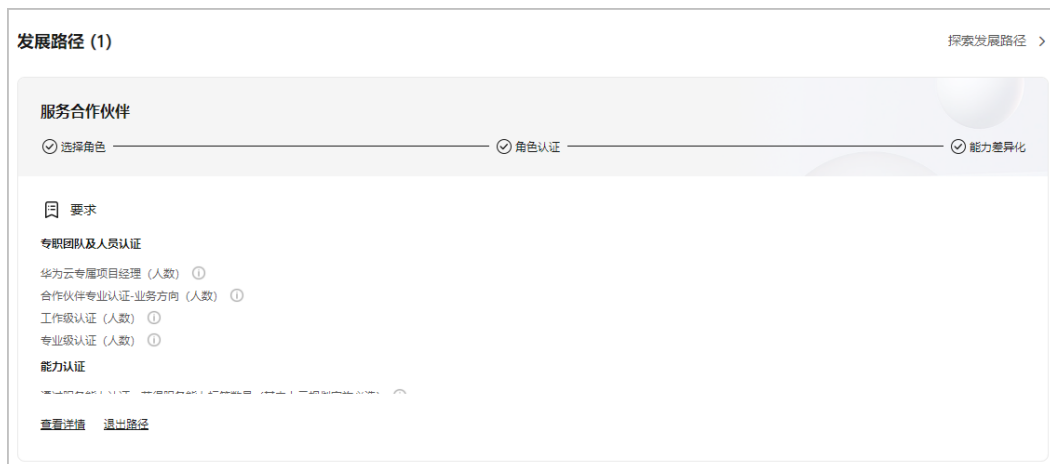 发展路径 (1)
探索发展路径
服务合作伙伴
选择角色
角色认证
能力差异化
要求
专职团队及人员认证
华为云专属项目经理（人数）
合作伙伴专业认证-业务方向（人数）
工作级认证（人数）
专业级认证（人数）
能力认证
查看详情 退出路径